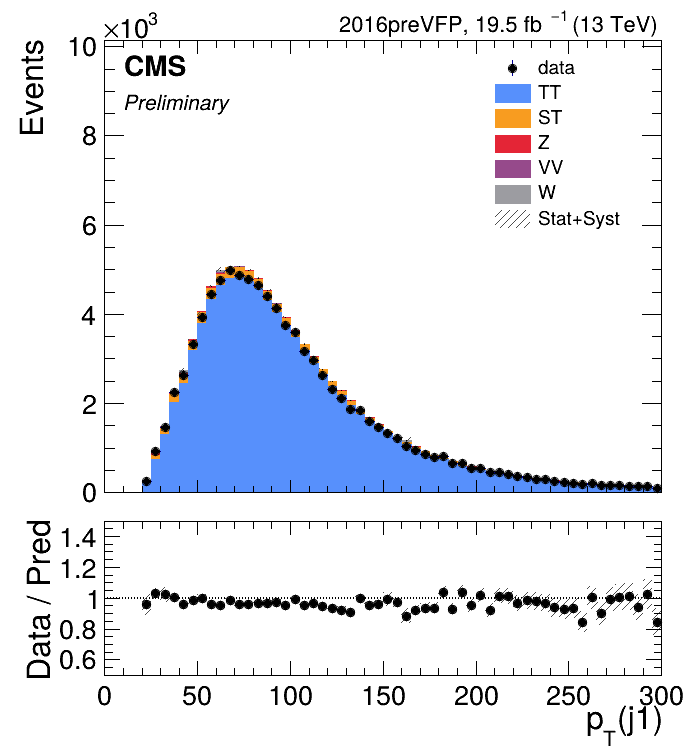 ×10³
2016preVFP, 19.5 fb ⁻¹ (13 TeV)
Events
10
8
6
4
2
0
CMS
Preliminary
data
TT
ST
Z
VV
W
Stat+Syst
Data / Pred
1.4
1.2
1
0.8
0.6
0 50 100 150 200 250 300
p_T(j1)